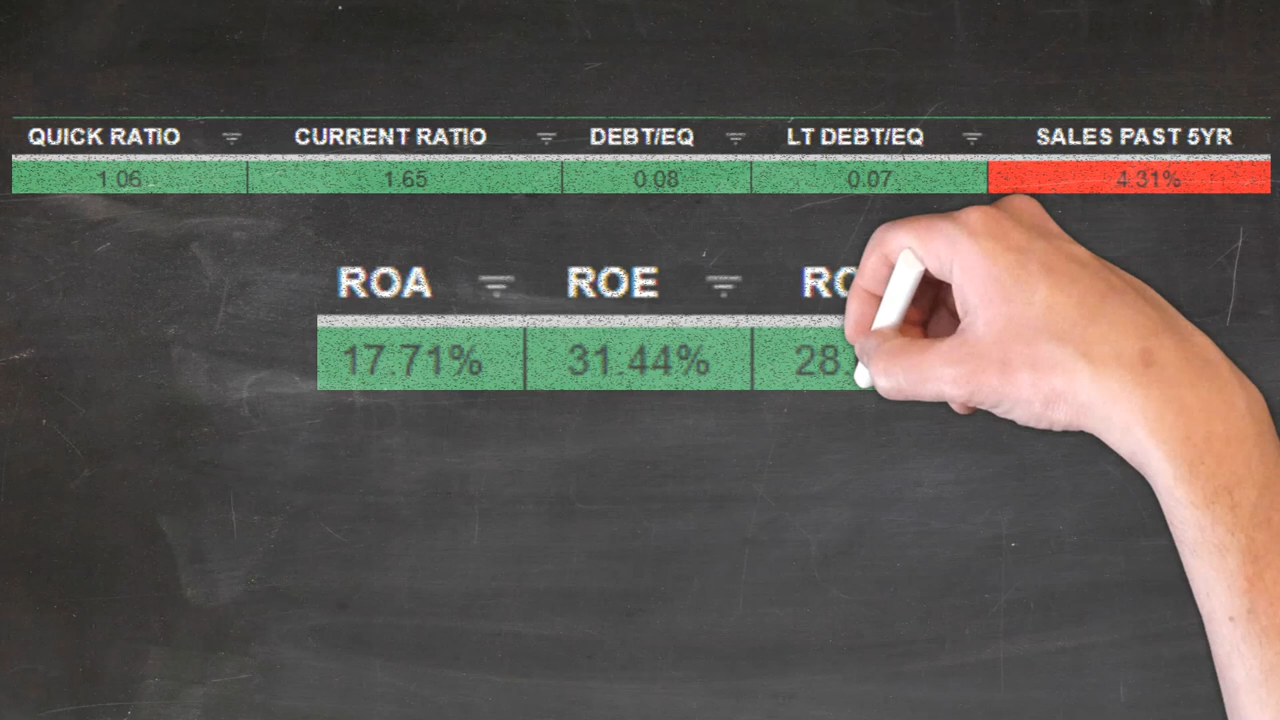 QUICK RATIO CURRENT RATIO DEBT/EQ LT DEBT/EQ SALES PAST 5YR
1.06 1.65 0.08 0.07 4.31%
ROA ROE
17.71% 31.44%